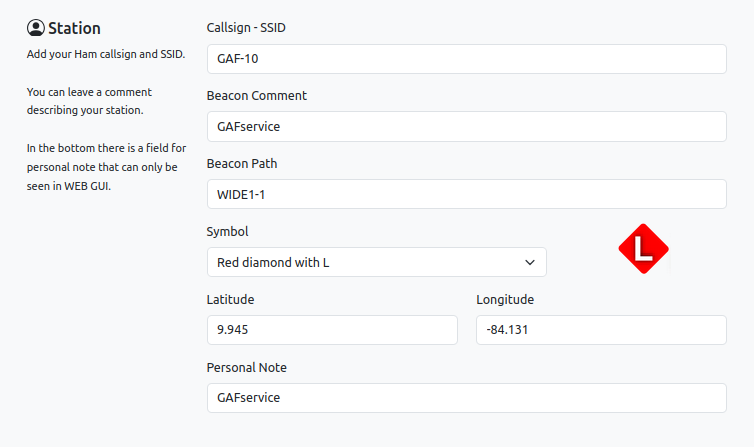 Station
Add your Ham callsign and SSID.
You can leave a comment
describing your station.
In the bottom there is a field for
personal note that can only be
seen in WEB GUI.
Callsign - SSID
GAF-10
Beacon Comment
GAFservice
Beacon Path
WIDE1-1
Symbol
Red diamond with L
L
Latitude
9.945
Longitude
-84.131
Personal Note
GAFservice